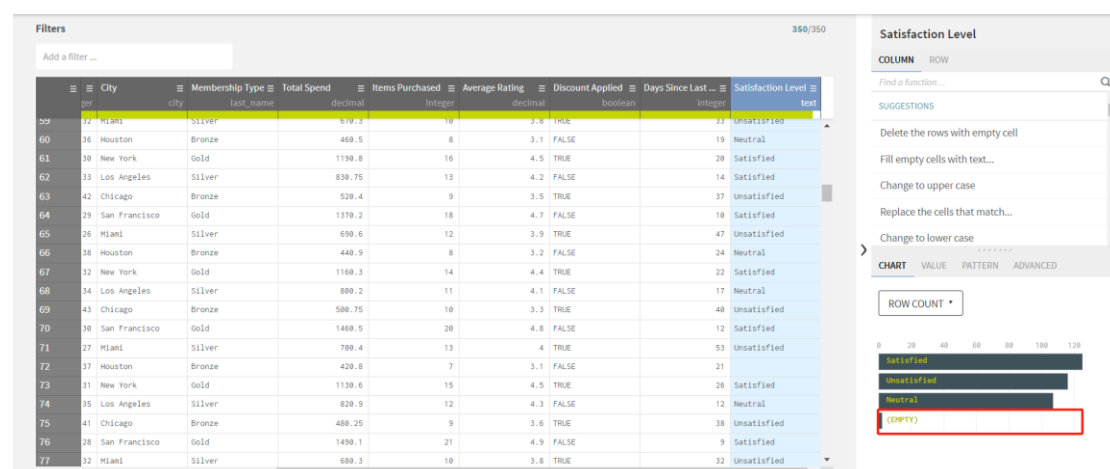 Filters
350/350
Add a filter ...
City Membership Type Total Spend Items Purchased Average Rating Discount Applied Days Since Last ... Satisfaction Level
ger city last_name decimal integer decimal boolean integer text
59 32 Miami Silver 670.3 10 3.8 TRUE 33 Unsatisfied
60 36 Houston Bronze 460.5 8 3.1 FALSE 19 Neutral
61 30 New York Gold 1190.8 16 4.5 TRUE 20 Satisfied
62 33 Los Angeles Silver 830.75 13 4.2 FALSE 14 Satisfied
63 42 Chicago Bronze 520.4 9 3.5 TRUE 37 Unsatisfied
64 29 San Francisco Gold 1370.2 18 4.7 FALSE 10 Satisfied
65 26 Miami Silver 690.6 12 3.9 TRUE 47 Unsatisfied
66 38 Houston Bronze 440.9 8 3.2 FALSE 24 Neutral
67 32 New York Gold 1160.3 14 4.4 TRUE 22 Satisfied
68 34 Los Angeles Silver 800.2 11 4.1 FALSE 17 Neutral
69 43 Chicago Bronze 500.75 10 3.3 TRUE 40 Unsatisfied
70 30 San Francisco Gold 1460.5 20 4.8 FALSE 12 Satisfied
71 27 Miami Silver 700.4 13 4 TRUE 53 Unsatisfied
72 37 Houston Bronze 420.8 7 3.1 FALSE 21
73 31 New York Gold 1130.6 15 4.5 TRUE 26 Satisfied
74 35 Los Angeles Silver 820.9 12 4.3 FALSE 12 Neutral
75 41 Chicago Bronze 480.25 9 3.6 TRUE 38 Unsatisfied
76 28 San Francisco Gold 1490.1 21 4.9 FALSE 9 Satisfied
77 32 Miami Silver 680.3 10 3.8 TRUE 32 Unsatisfied
Satisfaction Level
COLUMN ROW
Find a function ...
SUGGESTIONS
Delete the rows with empty cell
Fill empty cells with text...
Change to upper case
Replace the cells that match...
Change to lower case
CHART VALUE PATTERN ADVANCED
ROW COUNT
0 20 40 60 80 100 120
Satisfied
Unsatisfied
Neutral
(EMPTY)